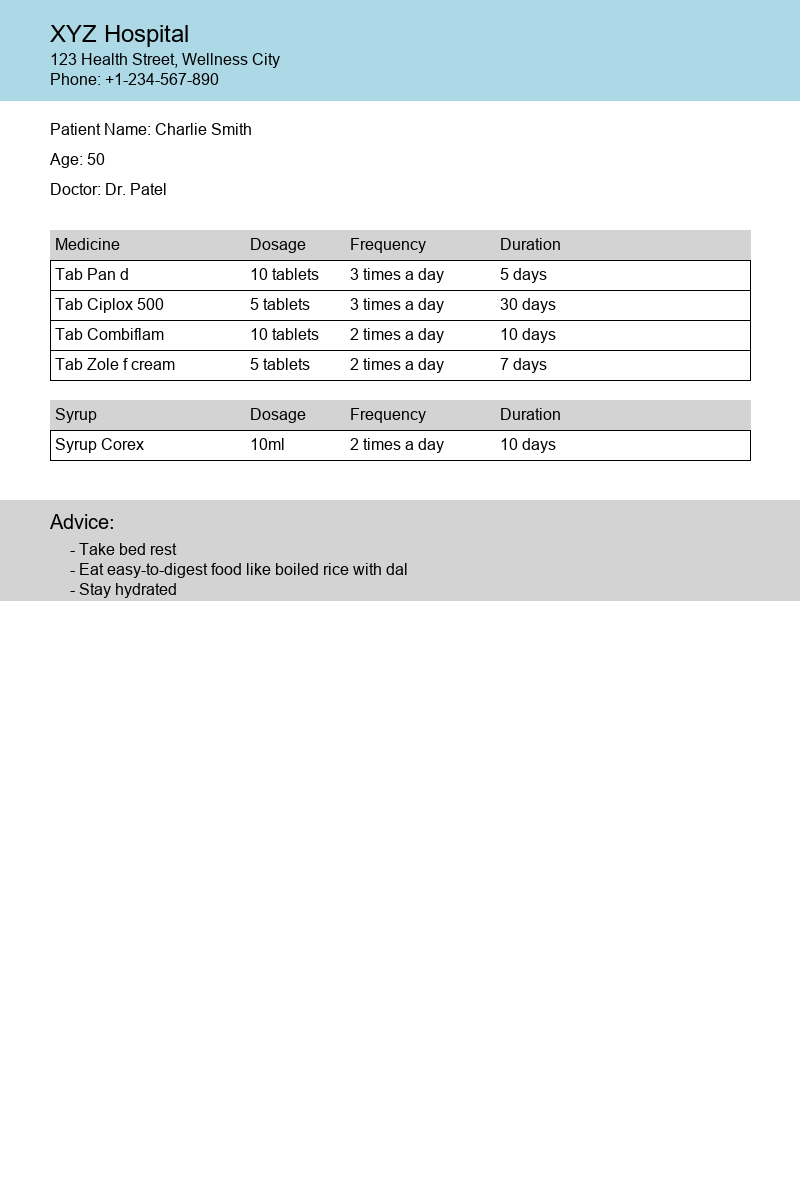 XYZ Hospital
123 Health Street, Wellness City
Phone: +1-234-567-890
Patient Name: Charlie Smith
Age: 50
Doctor: Dr. Patel
Medicine Dosage Frequency Duration
Tab Pan d 10 tablets 3 times a day 5 days
Tab Ciplox 500 5 tablets 3 times a day 30 days
Tab Combiflam 10 tablets 2 times a day 10 days
Tab Zole f cream 5 tablets 2 times a day 7 days
Syrup Dosage Frequency Duration
Syrup Corex 10ml 2 times a day 10 days
Advice:
- Take bed rest
- Eat easy-to-digest food like boiled rice with dal
- Stay hydrated